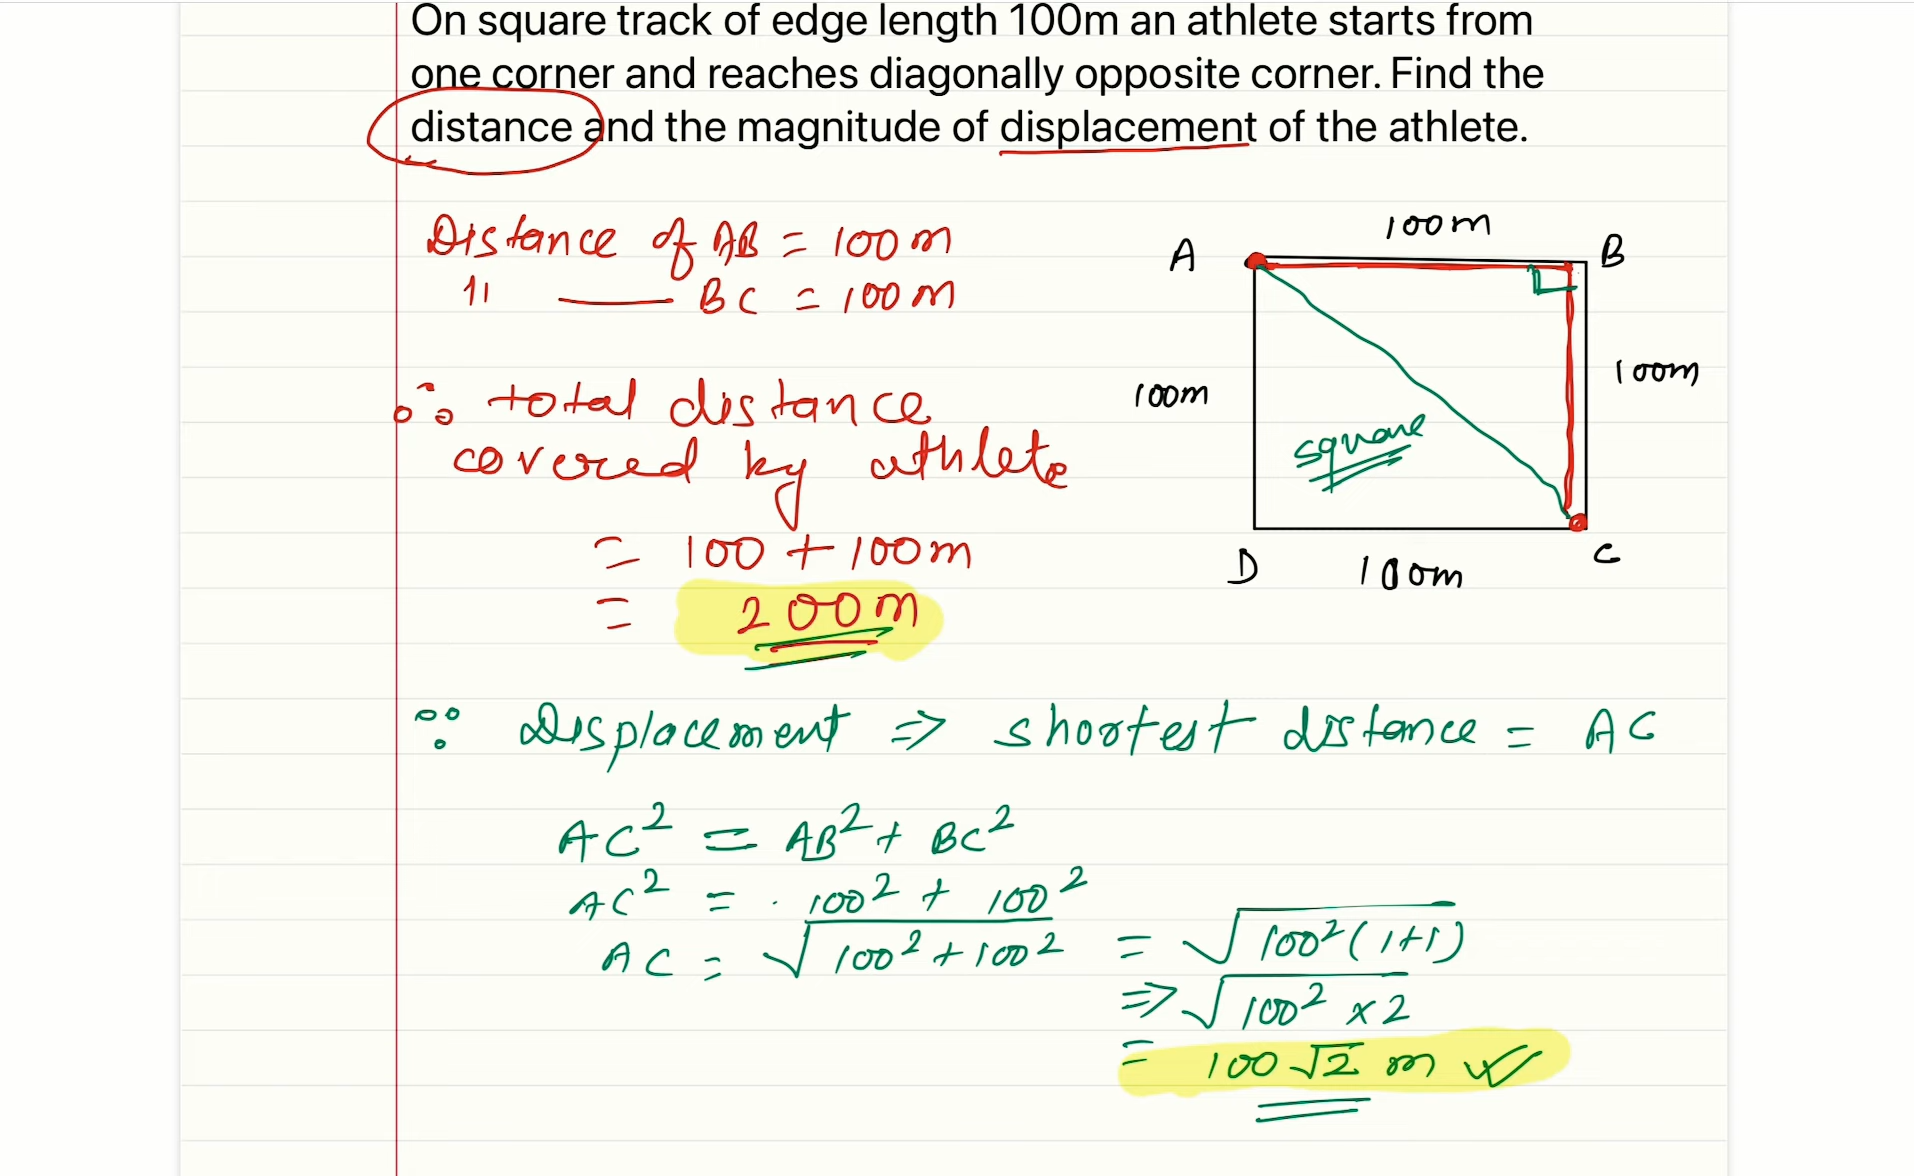 On square track of edge length 100m an athlete starts from
one corner and reaches diagonally opposite corner. Find the
distance and the magnitude of displacement of the athlete.
Distance of AB = 100m
11 —— BC = 100m
∴ total distance
covered by athlete
= 100 + 100m
= 200m
100m
A
B
100m
100m
square
D
100m
C
∵ Displacement ⇒ shortest distance = AC
AC² = AB² + BC²
AC² = 100² + 100²
AC = √100² + 100² = √100²(1+1)
⇒ √100² × 2
= 100√2 m ✓